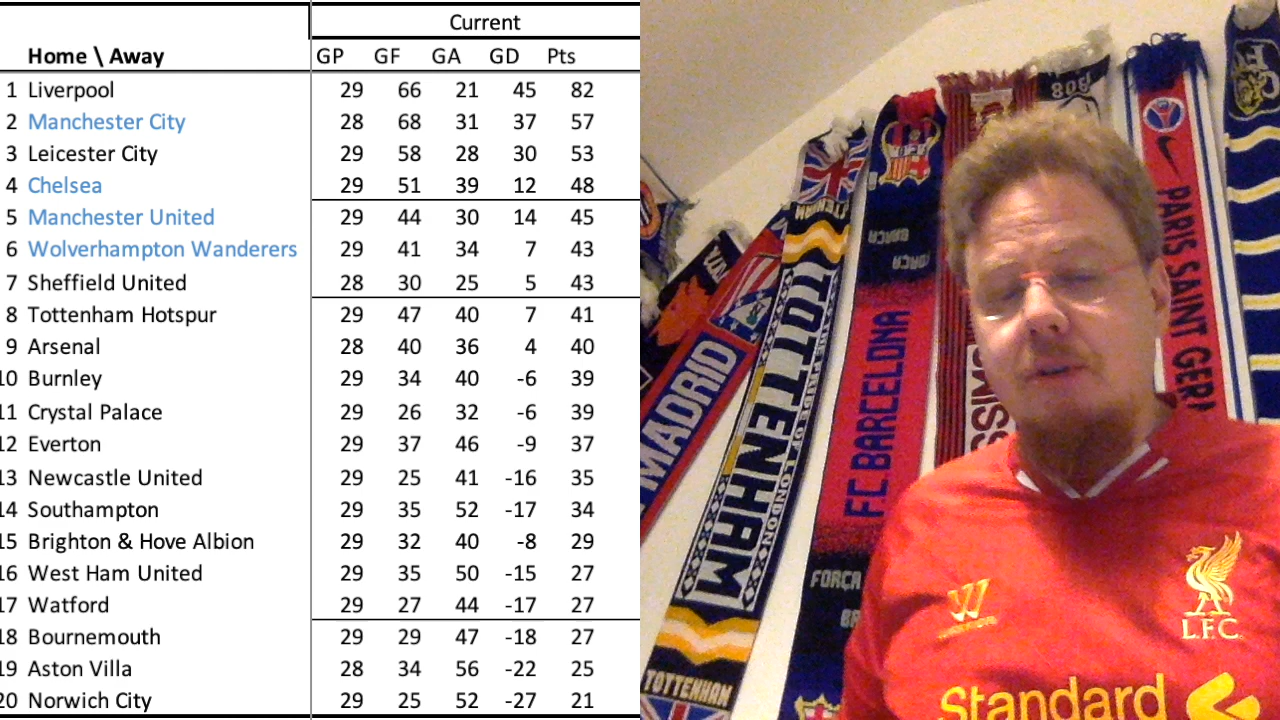 Current
Home \ Away GP GF GA GD Pts
1 Liverpool 29 66 21 45 82
2 Manchester City 28 68 31 37 57
3 Leicester City 29 58 28 30 53
4 Chelsea 29 51 39 12 48
5 Manchester United 29 44 30 14 45
6 Wolverhampton Wanderers 29 41 34 7 43
7 Sheffield United 28 30 25 5 43
8 Tottenham Hotspur 29 47 40 7 41
9 Arsenal 28 40 36 4 40
10 Burnley 29 34 40 -6 39
11 Crystal Palace 29 26 32 -6 39
12 Everton 29 37 46 -9 37
13 Newcastle United 29 25 41 -16 35
14 Southampton 29 35 52 -17 34
15 Brighton & Hove Albion 29 32 40 -8 29
16 West Ham United 29 35 50 -15 27
17 Watford 29 27 44 -17 27
18 Bournemouth 29 29 47 -18 27
19 Aston Villa 28 34 56 -22 25
20 Norwich City 29 25 52 -27 21
MADRID
TOTTENHAM
PRIDE OF LONDON
TOTTENHAM
BARÇA
FORÇA
FC BARCELONA
FORÇA
PARIS SAINT GER
L.F.C.
Standard